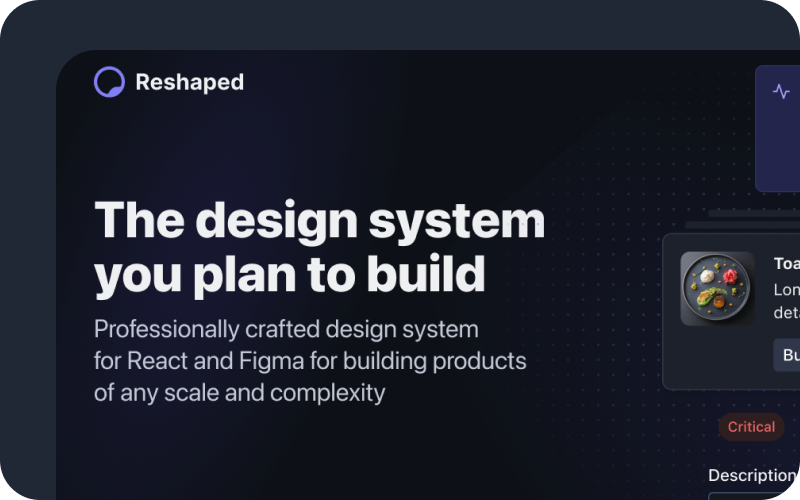 Reshaped
The design system
you plan to build
Professionally crafted design system
for React and Figma for building products
of any scale and complexity
Critical
Description